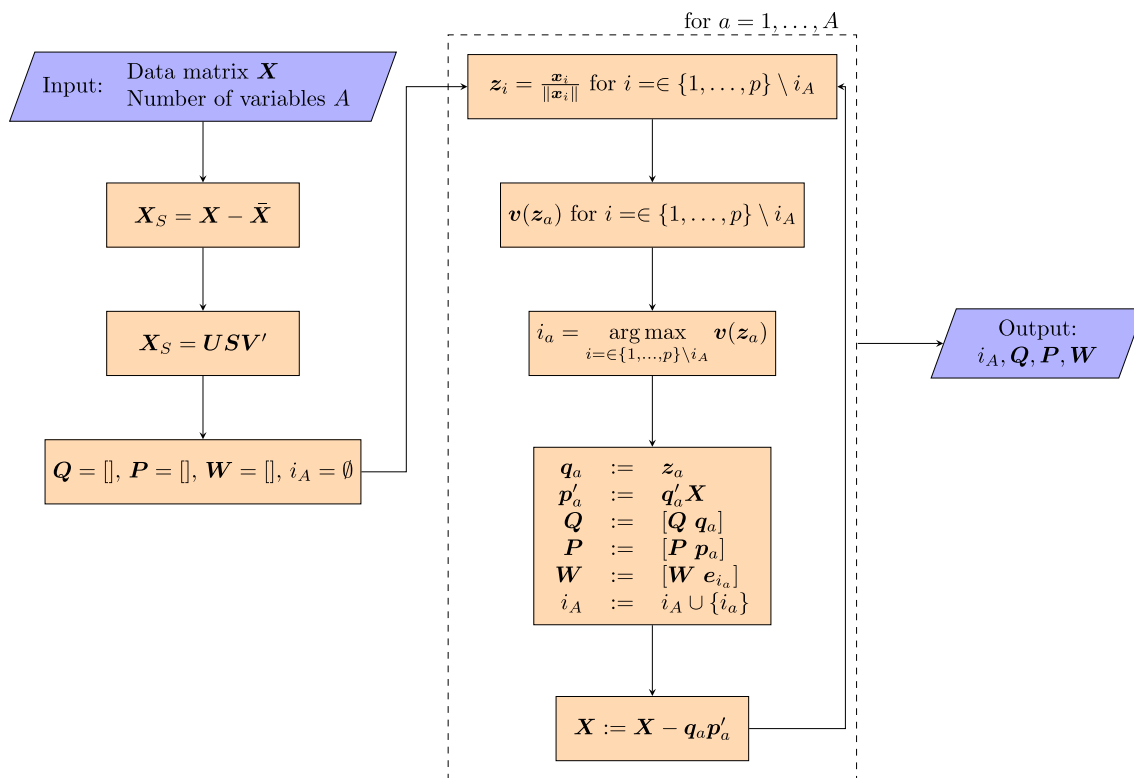 Input: Data matrix X
Number of variables A
X_S = X − X̄
X_S = USV′
Q = [], P = [], W = [], i_A = ∅
for a = 1, . . . , A
z_i = x_i / ‖x_i‖ for i =∈ {1, . . . , p} \ i_A
v(z_a) for i =∈ {1, . . . , p} \ i_A
i_a = arg max v(z_a)
i=∈{1,...,p}\i_A
q_a := z_a
p′_a := q′_a X
Q := [Q q_a]
P := [P p_a]
W := [W e_{i_a}]
i_A := i_A ∪ {i_a}
X := X − q_a p′_a
Output:
i_A, Q, P, W